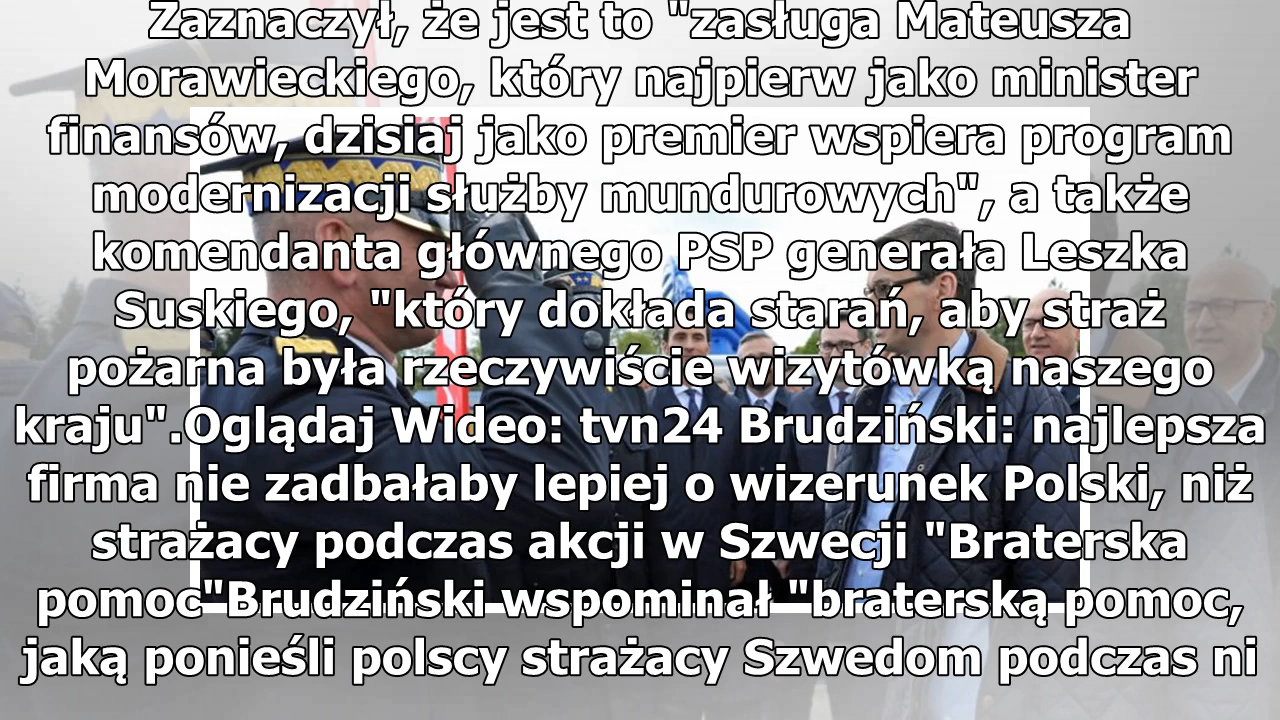 Zaznaczył, że jest to "zasługa Mateusza
Morawieckiego, który najpierw jako minister
finansów, dzisiaj jako premier wspiera program
modernizacji służby mundurowych", a także
komendanta głównego PSP generała Leszka
Suskiego, "który dokłada starań, aby straż
pożarna była rzeczywiście wizytówką naszego
kraju".Oglądaj Wideo: tvn24 Brudziński: najlepsza
firma nie zadbałaby lepiej o wizerunek Polski, niż
strażacy podczas akcji w Szwecji "Braterska
pomoc"Brudziński wspominał "braterską pomoc,
jaką ponieśli polscy strażacy Szwedom podczas ni